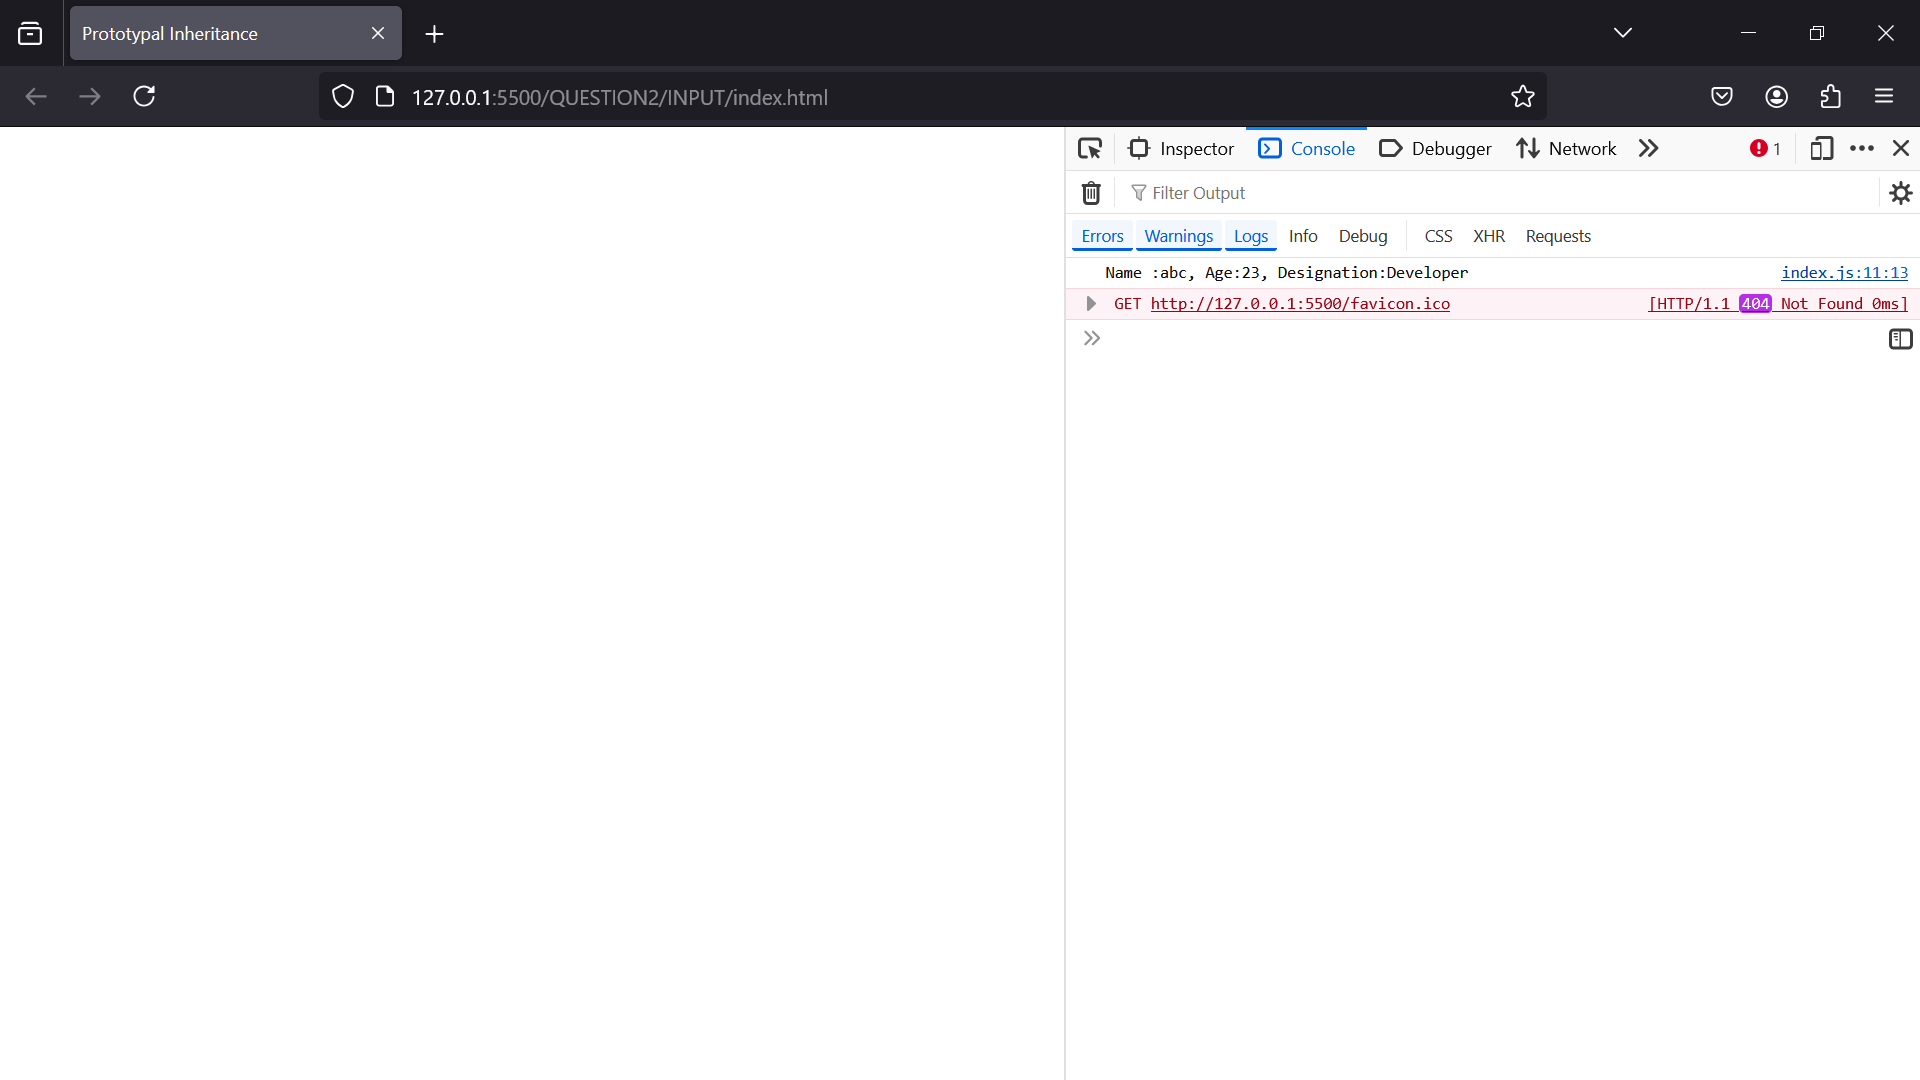 Prototypal Inheritance
127.0.0.1:5500/QUESTION2/INPUT/index.html
Inspector Console Debugger Network 1
Filter Output
Errors Warnings Logs Info Debug CSS XHR Requests
Name :abc, Age:23, Designation:Developer index.js:11:13
GET http://127.0.0.1:5500/favicon.ico [HTTP/1.1 404 Not Found 0ms]